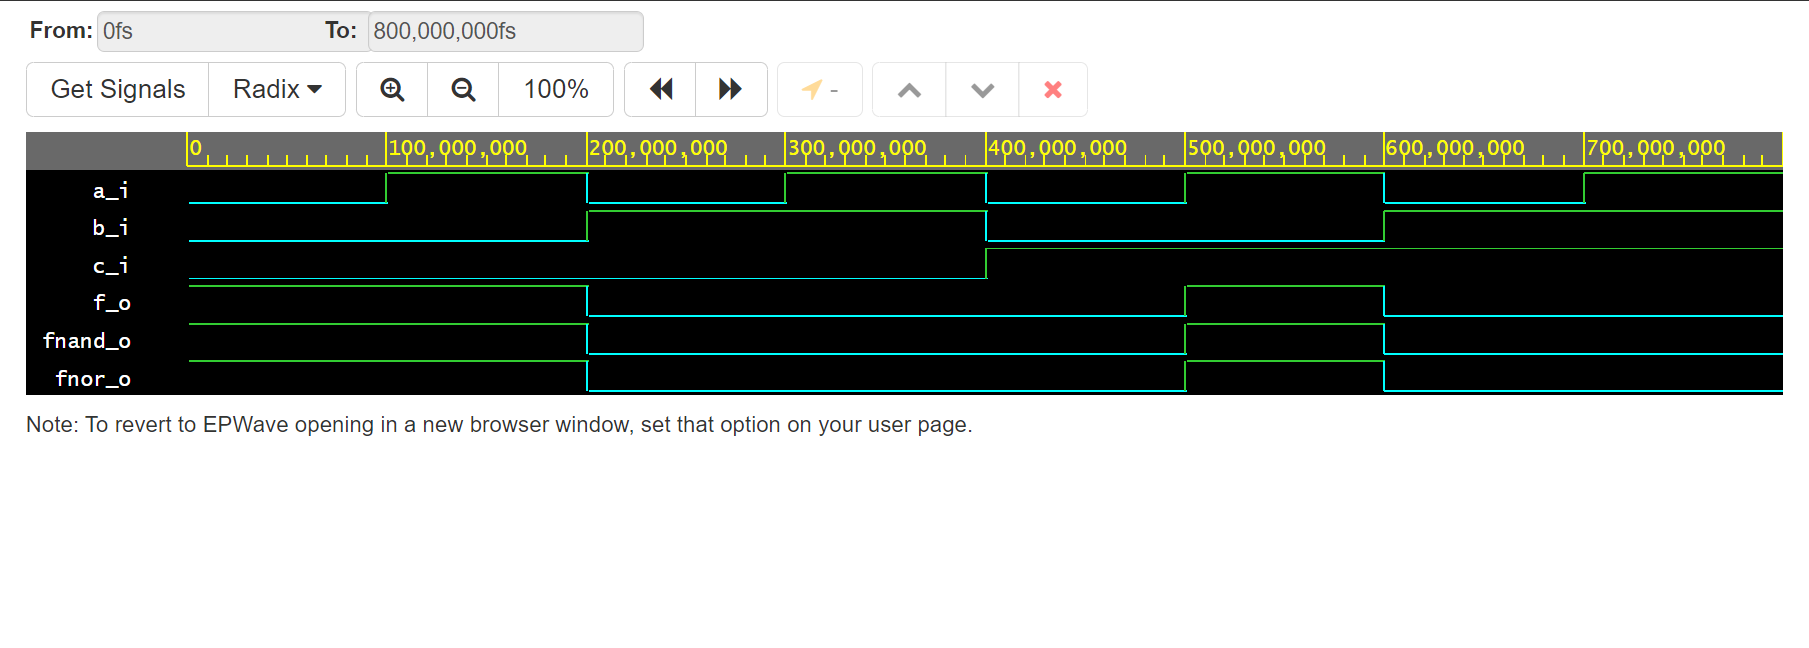 From: 0fs To: 800,000,000fs
Get Signals Radix 100% -
0 100,000,000 200,000,000 300,000,000 400,000,000 500,000,000 600,000,000 700,000,000
a_i
b_i
c_i
f_o
fnand_o
fnor_o
Note: To revert to EPWave opening in a new browser window, set that option on your user page.